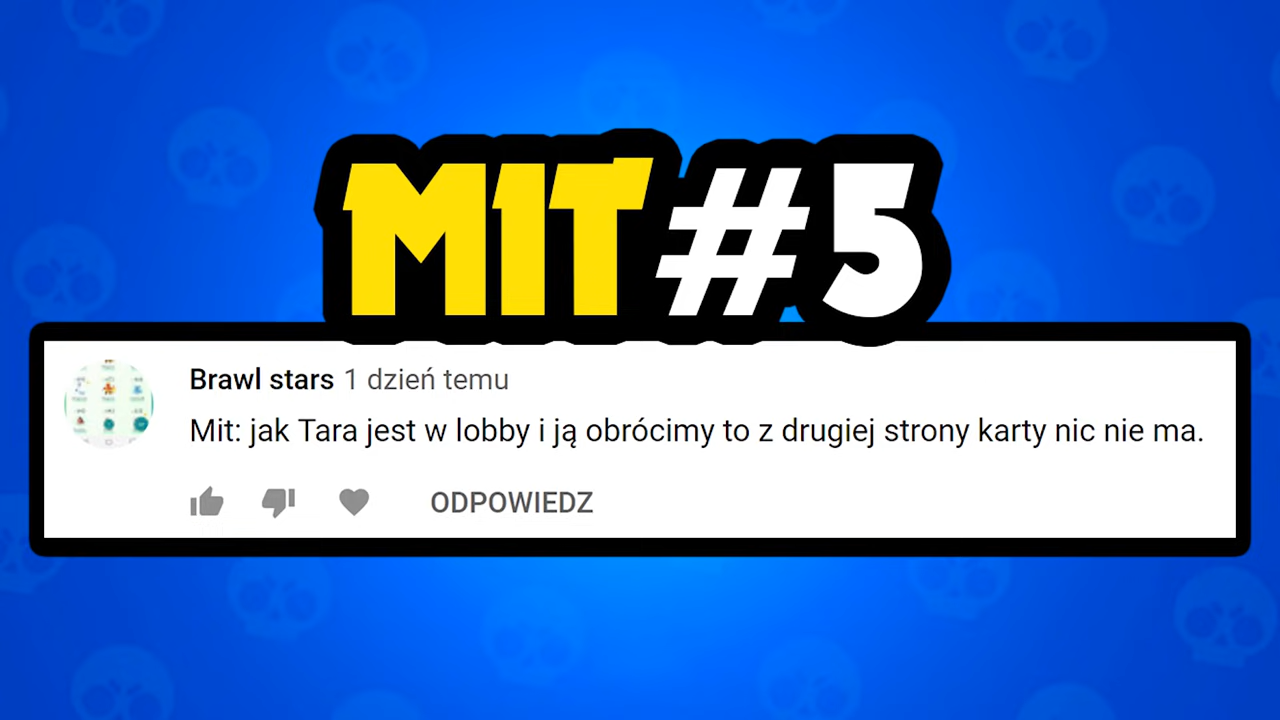 MIT #5
Brawl stars 1 dzień temu
Mit: jak Tara jest w lobby i ją obrócimy to z drugiej strony karty nic nie ma.
ODPOWIEDZ